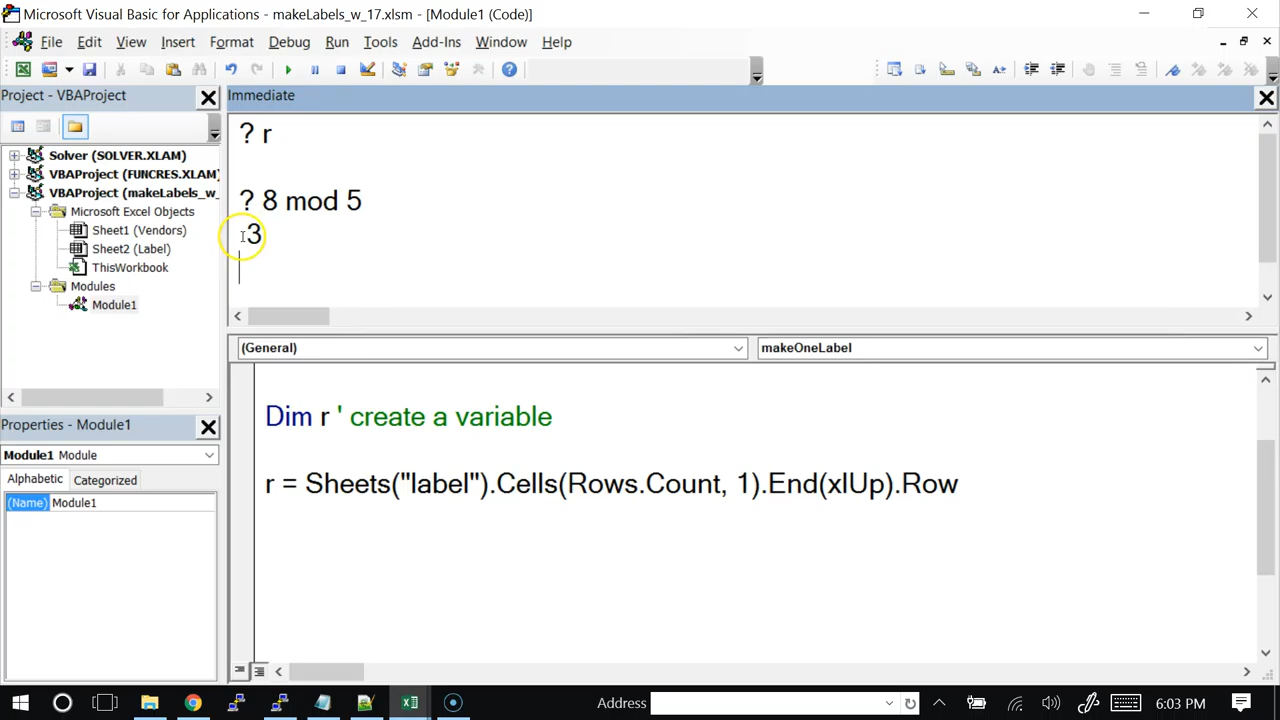 Microsoft Visual Basic for Applications - makeLabels_w_17.xlsm - [Module1 (Code)]
File Edit View Insert Format Debug Run Tools Add-Ins Window Help
Project - VBAProject
Solver (SOLVER.XLAM)
VBAProject (FUNCRES.XLAM)
VBAProject (makeLabels_w_
Microsoft Excel Objects
Sheet1 (Vendors)
Sheet2 (Label)
ThisWorkbook
Modules
Module1
Properties - Module1
Module1 Module
Alphabetic Categorized
(Name) Module1
Immediate
? r
? 8 mod 5
3
(General) makeOneLabel
Dim r ' create a variable
r = Sheets("label").Cells(Rows.Count, 1).End(xlUp).Row
Address 6:03 PM